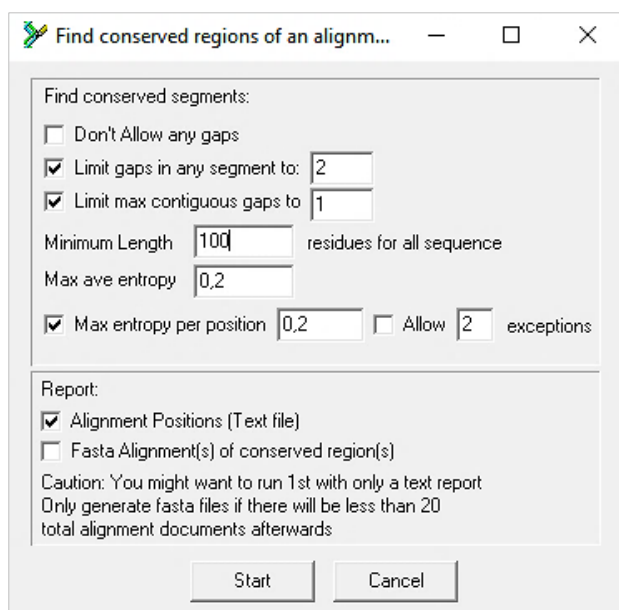 Find conserved regions of an alignm...
Find conserved segments:
Don't Allow any gaps
Limit gaps in any segment to: 2
Limit max contiguous gaps to 1
Minimum Length 100 residues for all sequence
Max ave entropy 0,2
Max entropy per position 0,2 Allow 2 exceptions
Report:
Alignment Positions (Text file)
Fasta Alignment(s) of conserved region(s)
Caution: You might want to run 1st with only a text report
Only generate fasta files if there will be less than 20
total alignment documents afterwards
Start Cancel